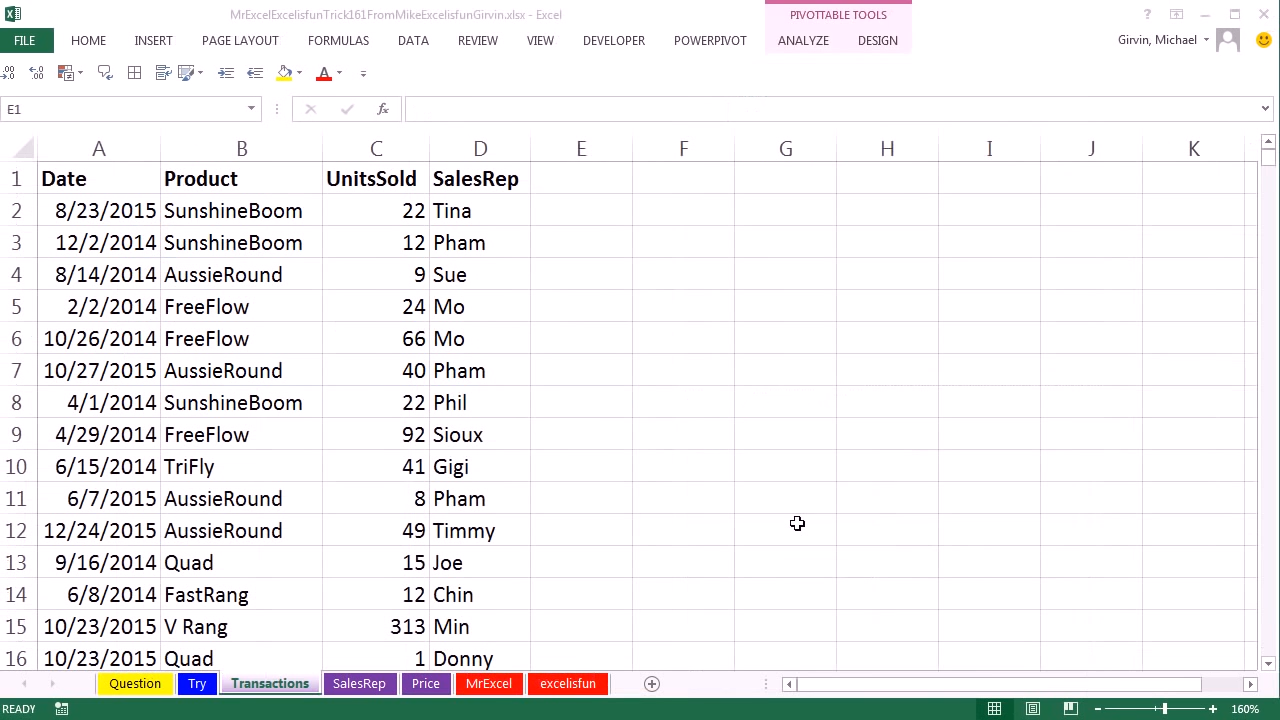 MrExcelExcelisfunTrick161FromMikeExcelisfunGirvin.xlsx - Excel
PIVOTTABLE TOOLS
?
FILE HOME INSERT PAGE LAYOUT FORMULAS DATA REVIEW VIEW DEVELOPER POWERPIVOT ANALYZE DESIGN Girvin, Michael
E1 fx
A B C D E F G H I J K
1 Date Product UnitsSold SalesRep
2 8/23/2015 SunshineBoom 22 Tina
3 12/2/2014 SunshineBoom 12 Pham
4 8/14/2014 AussieRound 9 Sue
5 2/2/2014 FreeFlow 24 Mo
6 10/26/2014 FreeFlow 66 Mo
7 10/27/2015 AussieRound 40 Pham
8 4/1/2014 SunshineBoom 22 Phil
9 4/29/2014 FreeFlow 92 Sioux
10 6/15/2014 TriFly 41 Gigi
11 6/7/2015 AussieRound 8 Pham
12 12/24/2015 AussieRound 49 Timmy
13 9/16/2014 Quad 15 Joe
14 6/8/2014 FastRang 12 Chin
15 10/23/2015 V Rang 313 Min
16 10/23/2015 Quad 1 Donny
Question Try Transactions SalesRep Price MrExcel excelisfun
READY 160%